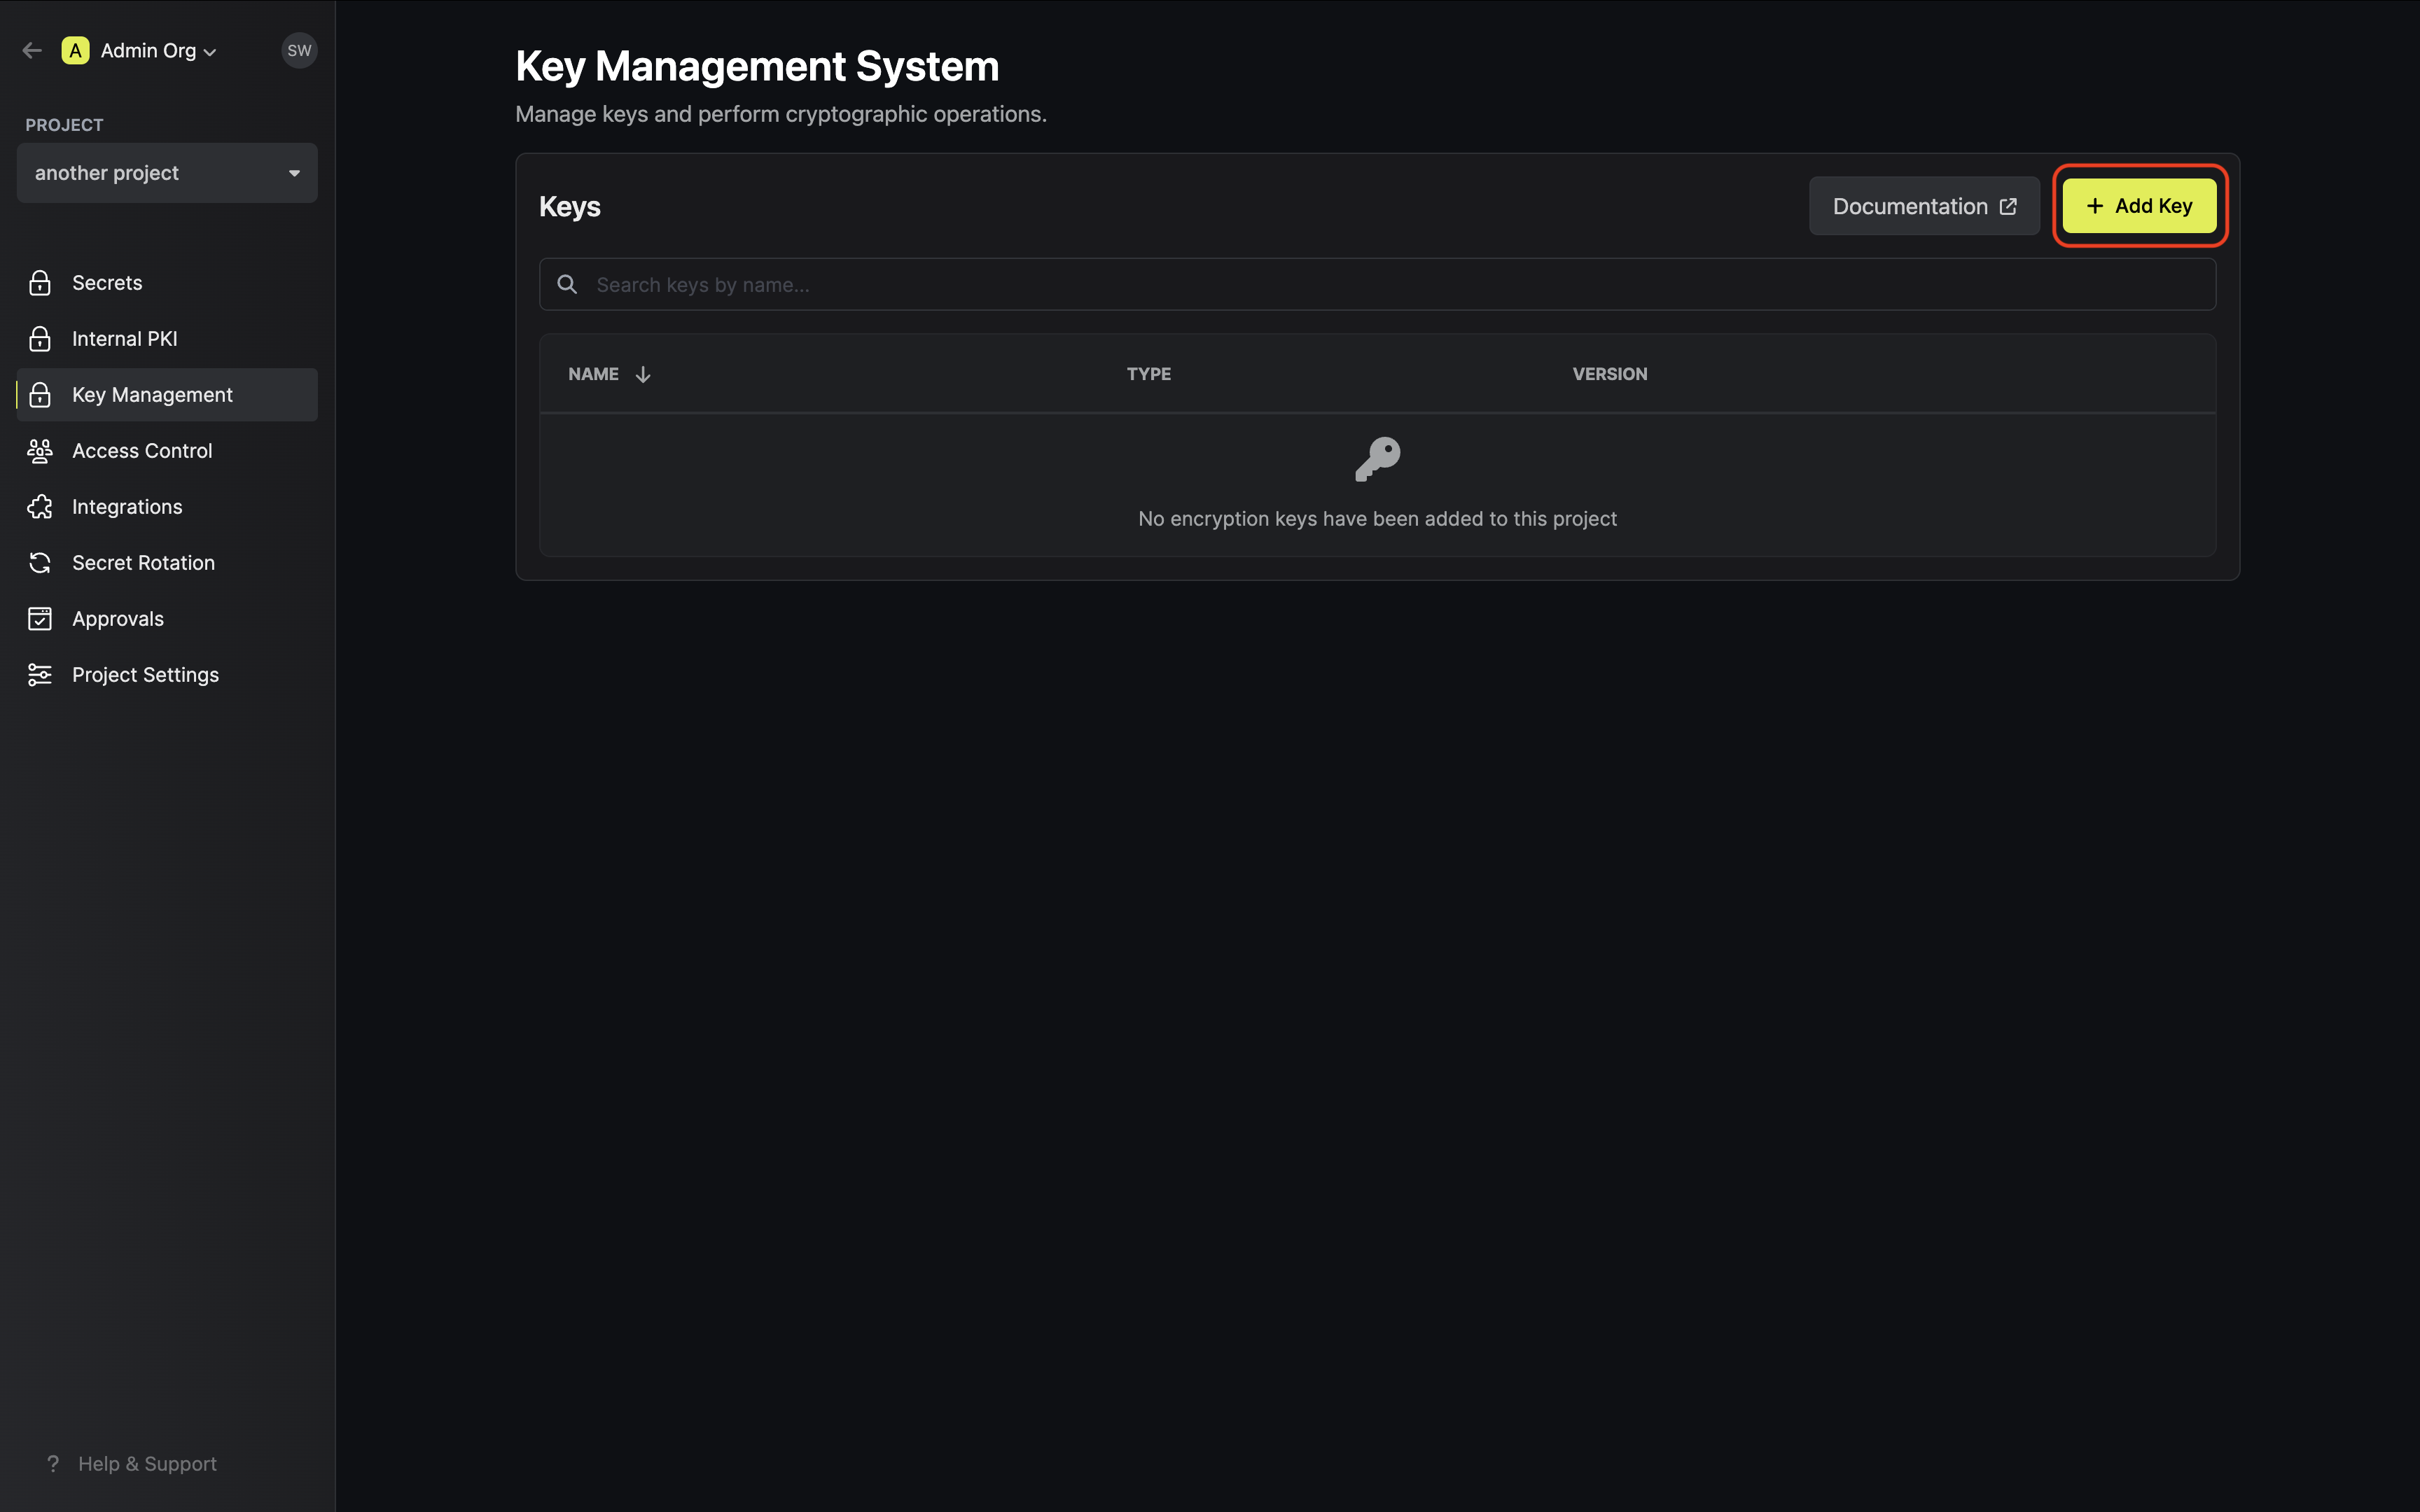 A Admin Org
SW
PROJECT
another project
Secrets
Internal PKI
Key Management
Access Control
Integrations
Secret Rotation
Approvals
Project Settings
? Help & Support
Key Management System
Manage keys and perform cryptographic operations.
Keys
Documentation
+ Add Key
Search keys by name...
NAME TYPE VERSION
No encryption keys have been added to this project